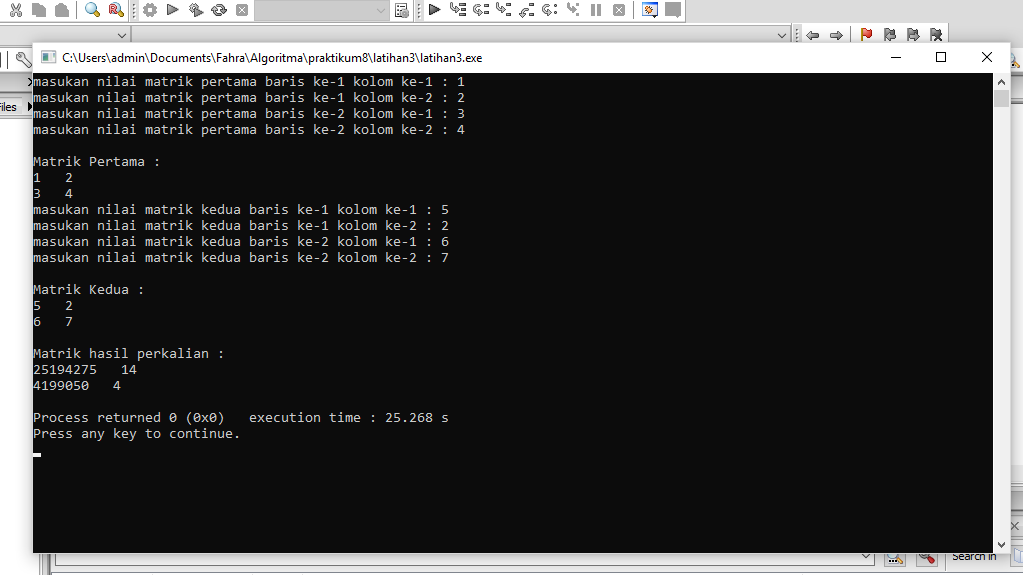 C:\Users\admin\Documents\Fahra\Algoritma\praktikum8\latihan3\latihan3.exe
masukan nilai matrik pertama baris ke-1 kolom ke-1 : 1
masukan nilai matrik pertama baris ke-1 kolom ke-2 : 2
masukan nilai matrik pertama baris ke-2 kolom ke-1 : 3
masukan nilai matrik pertama baris ke-2 kolom ke-2 : 4
Matrik Pertama :
1 2
3 4
masukan nilai matrik kedua baris ke-1 kolom ke-1 : 5
masukan nilai matrik kedua baris ke-1 kolom ke-2 : 2
masukan nilai matrik kedua baris ke-2 kolom ke-1 : 6
masukan nilai matrik kedua baris ke-2 kolom ke-2 : 7
Matrik Kedua :
5 2
6 7
Matrik hasil perkalian :
25194275 14
4199050 4
Process returned 0 (0x0) execution time : 25.268 s
Press any key to continue.
iles
Search in